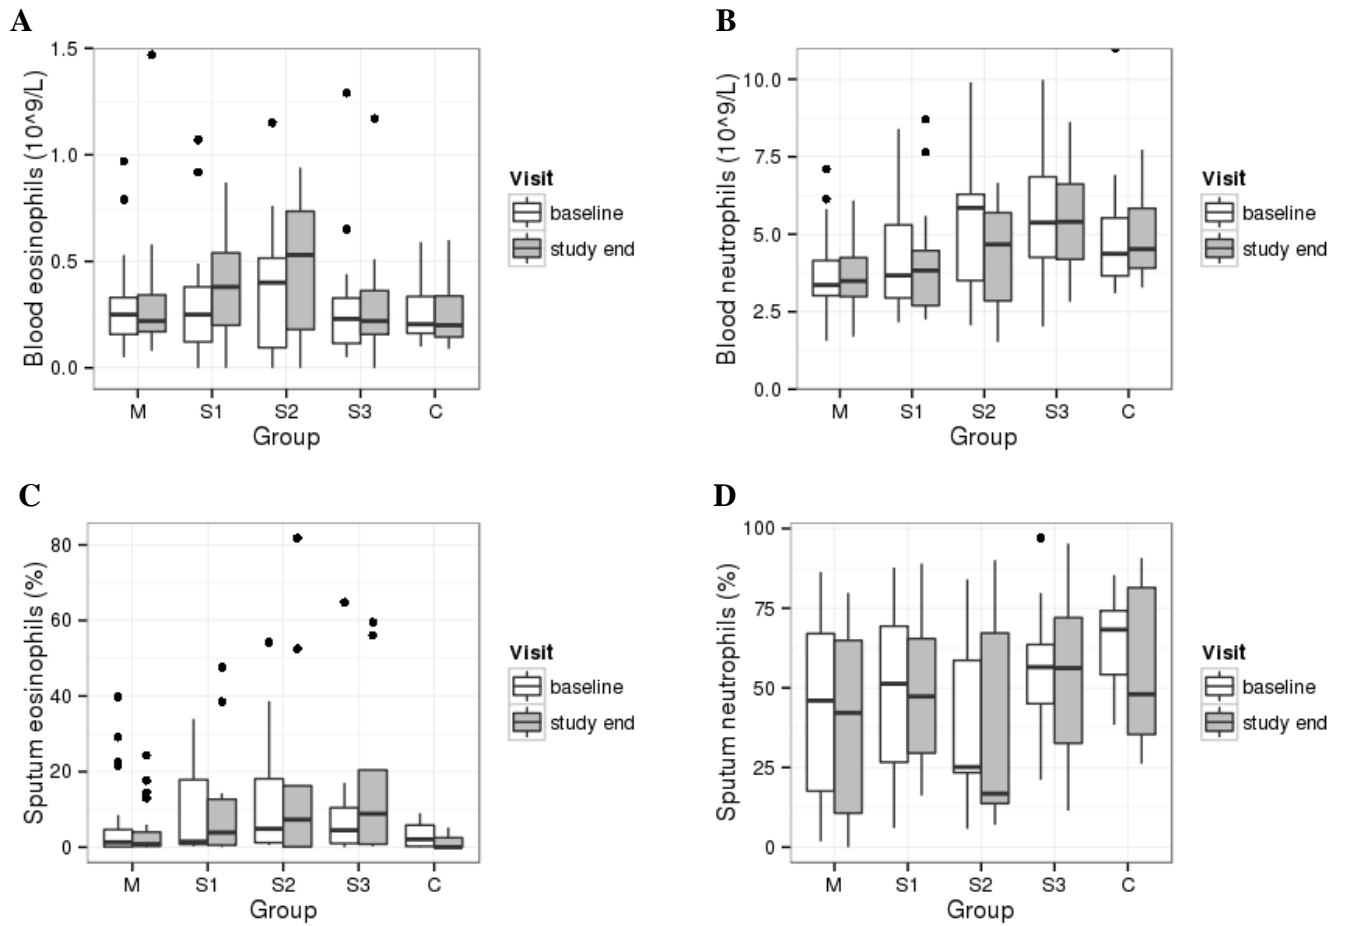 A
Blood eosinophils (10^9/L)
1.5
1.0
0.5
0.0
M S1 S2 S3 C
Group
Visit
baseline
study end
B
Blood neutrophils (10^9/L)
10.0
7.5
5.0
2.5
0.0
M S1 S2 S3 C
Group
Visit
baseline
study end
C
Sputum eosinophils (%)
80
60
40
20
0
M S1 S2 S3 C
Group
Visit
baseline
study end
D
Sputum neutrophils (%)
100
75
50
25
0
M S1 S2 S3 C
Group
Visit
baseline
study end